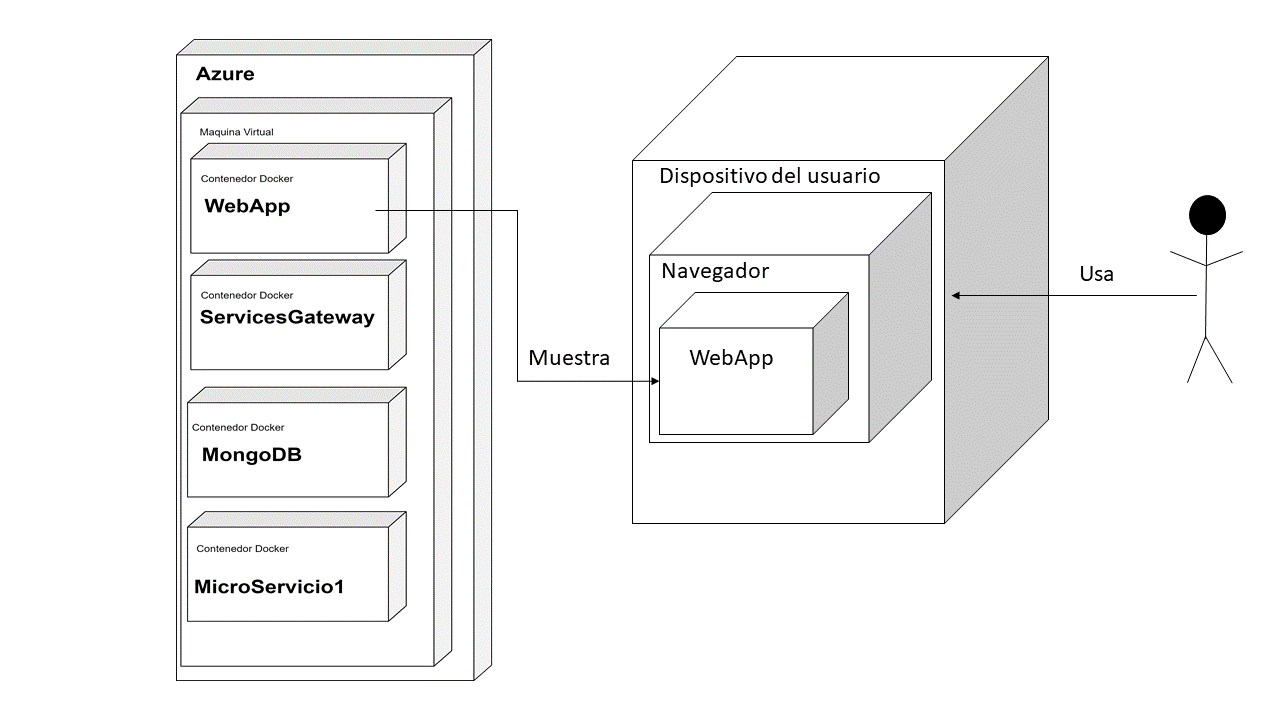 Azure
Maquina Virtual
Contenedor Docker
WebApp
Contenedor Docker
ServicesGateway
Contenedor Docker
MongoDB
Contenedor Docker
MicroServicio1
Muestra
Dispositivo del usuario
Navegador
WebApp
Usa